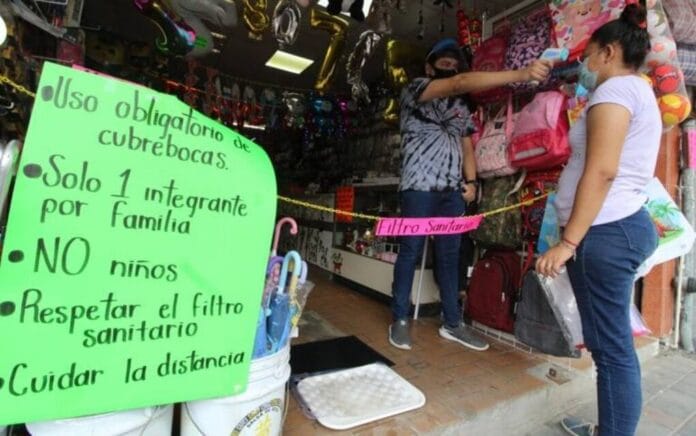 •Uso obligatorio de
cubrebocas.
•Solo 1 integrante
por familia
•NO niños
•Respetar el filtro
sanitario
•Cuidar la distancia
Filtro Sanitario